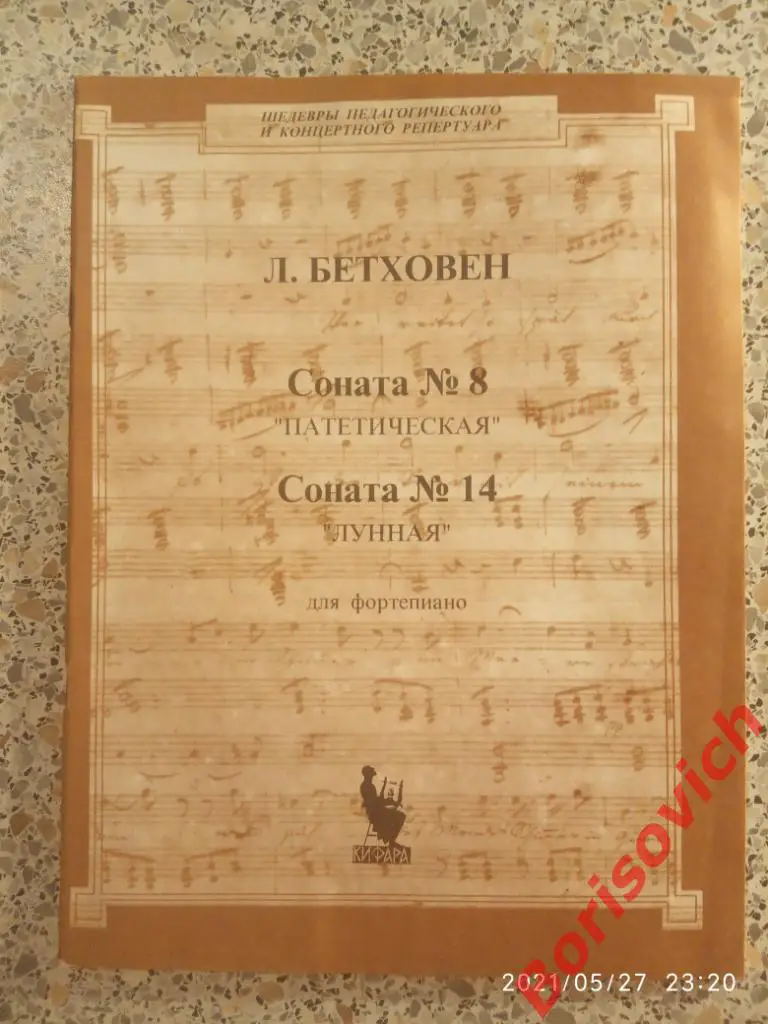 ШЕДЕВРЫ ПЕДАГОГИЧЕСКОГО
И КОНЦЕРТНОГО РЕПЕРТУАРА
Л. БЕТХОВЕН
Соната № 8
"ПАТЕТИЧЕСКАЯ"
Соната № 14
"ЛУННАЯ"
для фортепиано
КИФАРА
Borisovich
2021/05/27 23:20